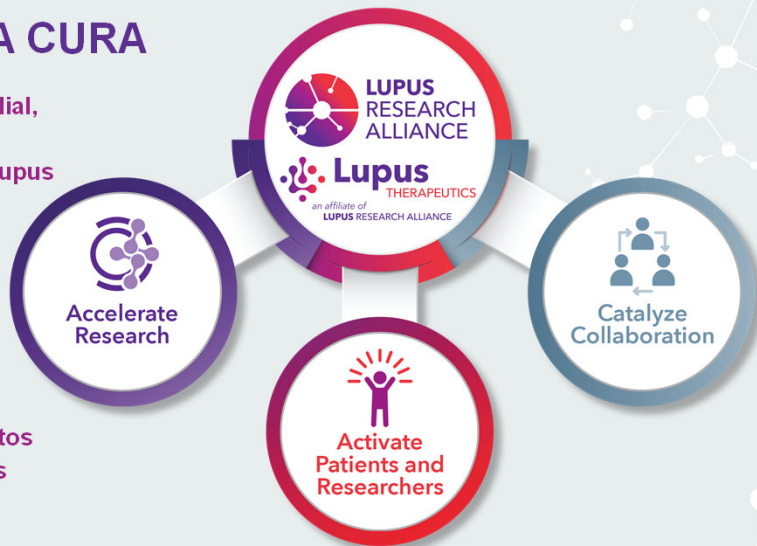 A CURA
dial,
upus
tos
s
LUPUS
RESEARCH
ALLIANCE
Lupus
THERAPEUTICS
an affiliate of
LUPUS RESEARCH ALLIANCE
Accelerate
Research
Activate
Patients and
Researchers
Catalyze
Collaboration